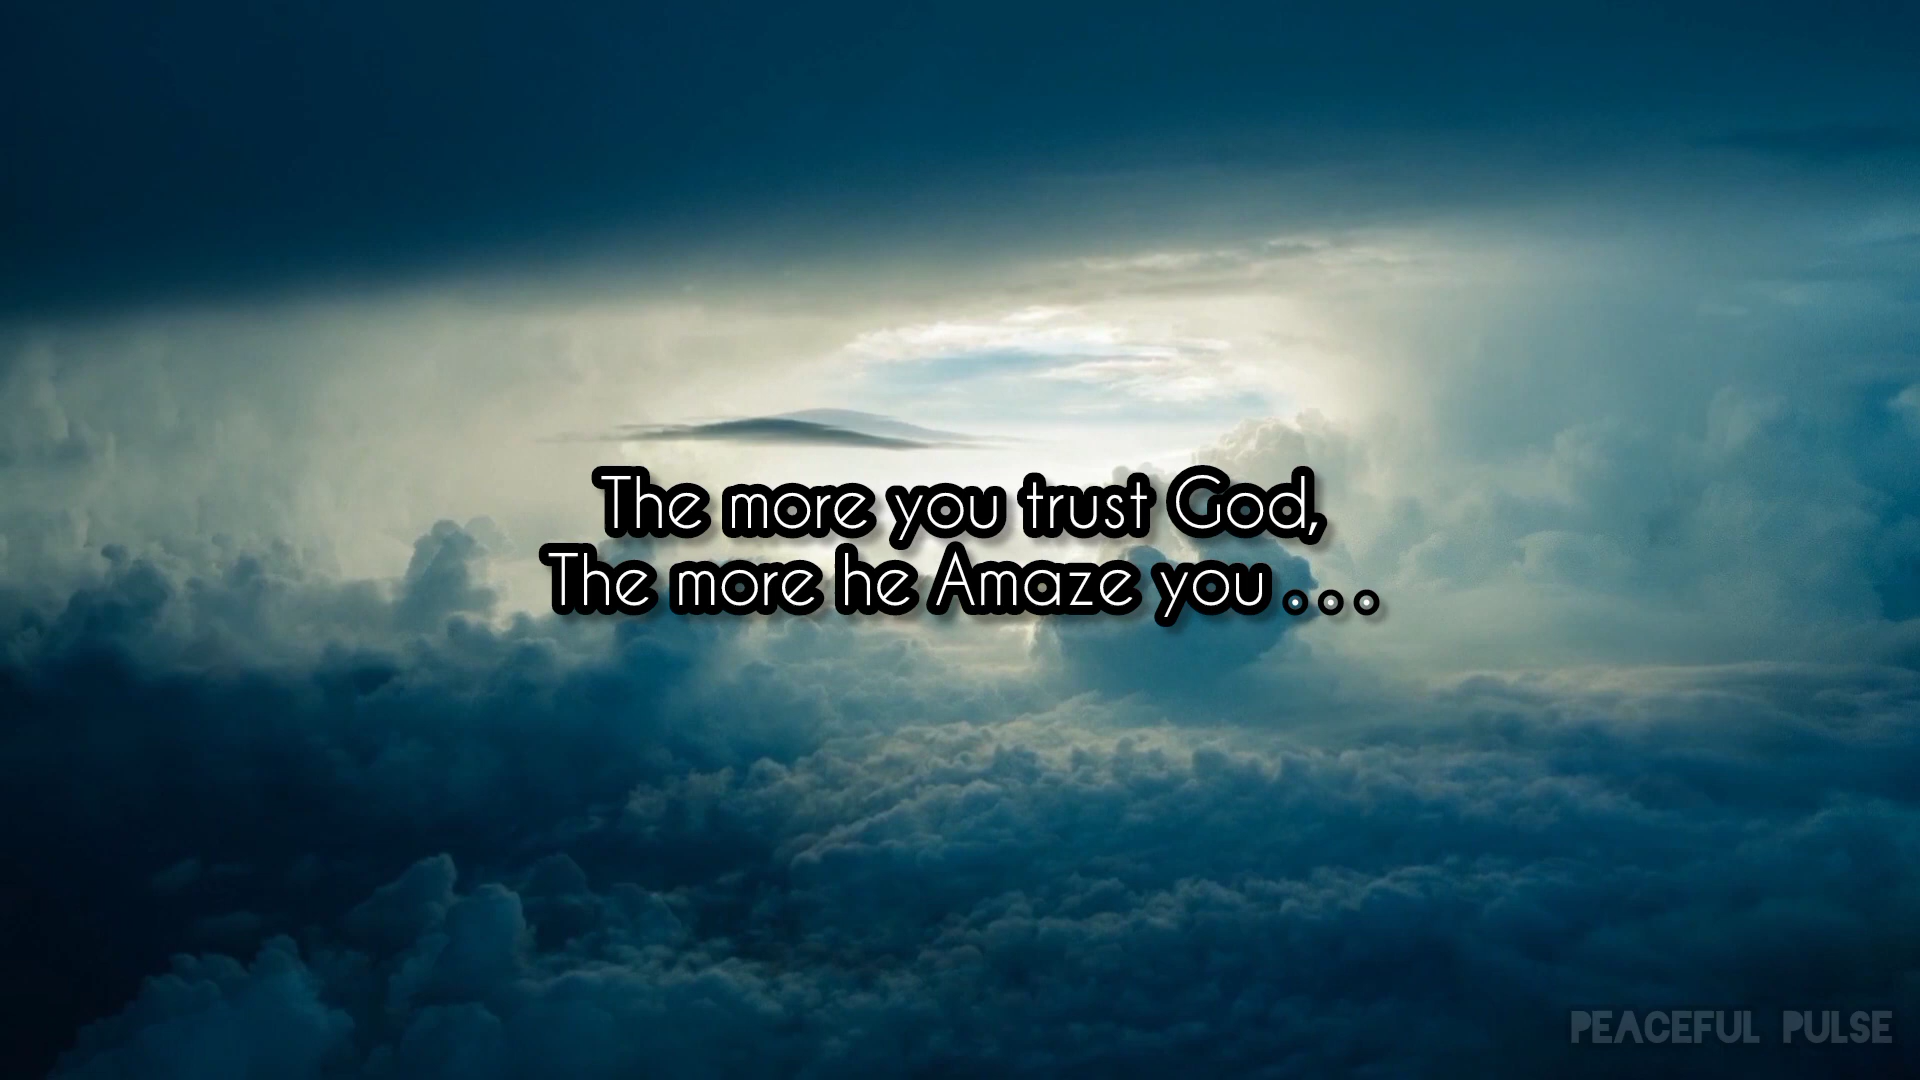 The more you trust God,
The more he Amaze you . . .
PEACEFUL PULSE